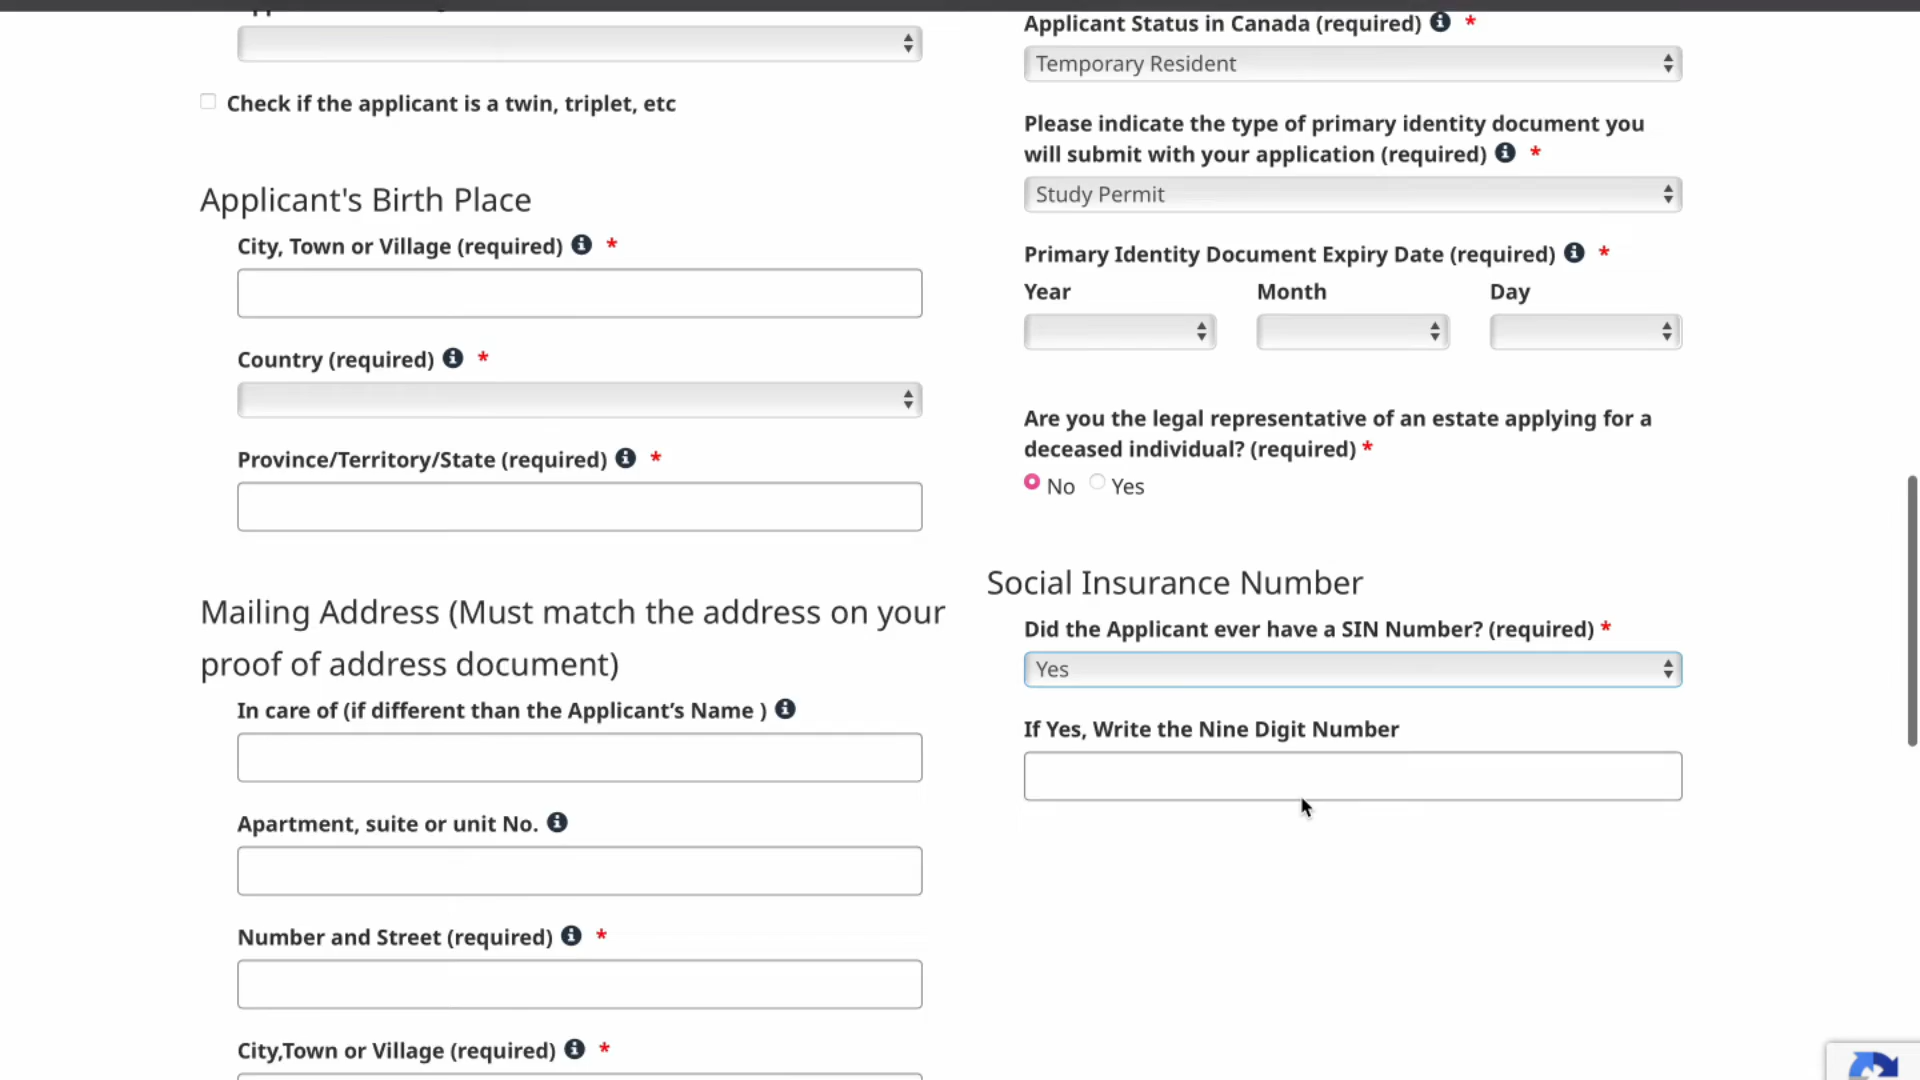 Check if the applicant is a twin, triplet, etc
Applicant's Birth Place
City, Town or Village (required) *
Country (required) *
Province/Territory/State (required) *
Mailing Address (Must match the address on your
proof of address document)
In care of (if different than the Applicant’s Name )
Apartment, suite or unit No.
Number and Street (required) *
City,Town or Village (required) *
Applicant Status in Canada (required) *
Temporary Resident
Please indicate the type of primary identity document you
will submit with your application (required) *
Study Permit
Primary Identity Document Expiry Date (required) *
Year Month Day
Are you the legal representative of an estate applying for a
deceased individual? (required) *
No Yes
Social Insurance Number
Did the Applicant ever have a SIN Number? (required) *
Yes
If Yes, Write the Nine Digit Number